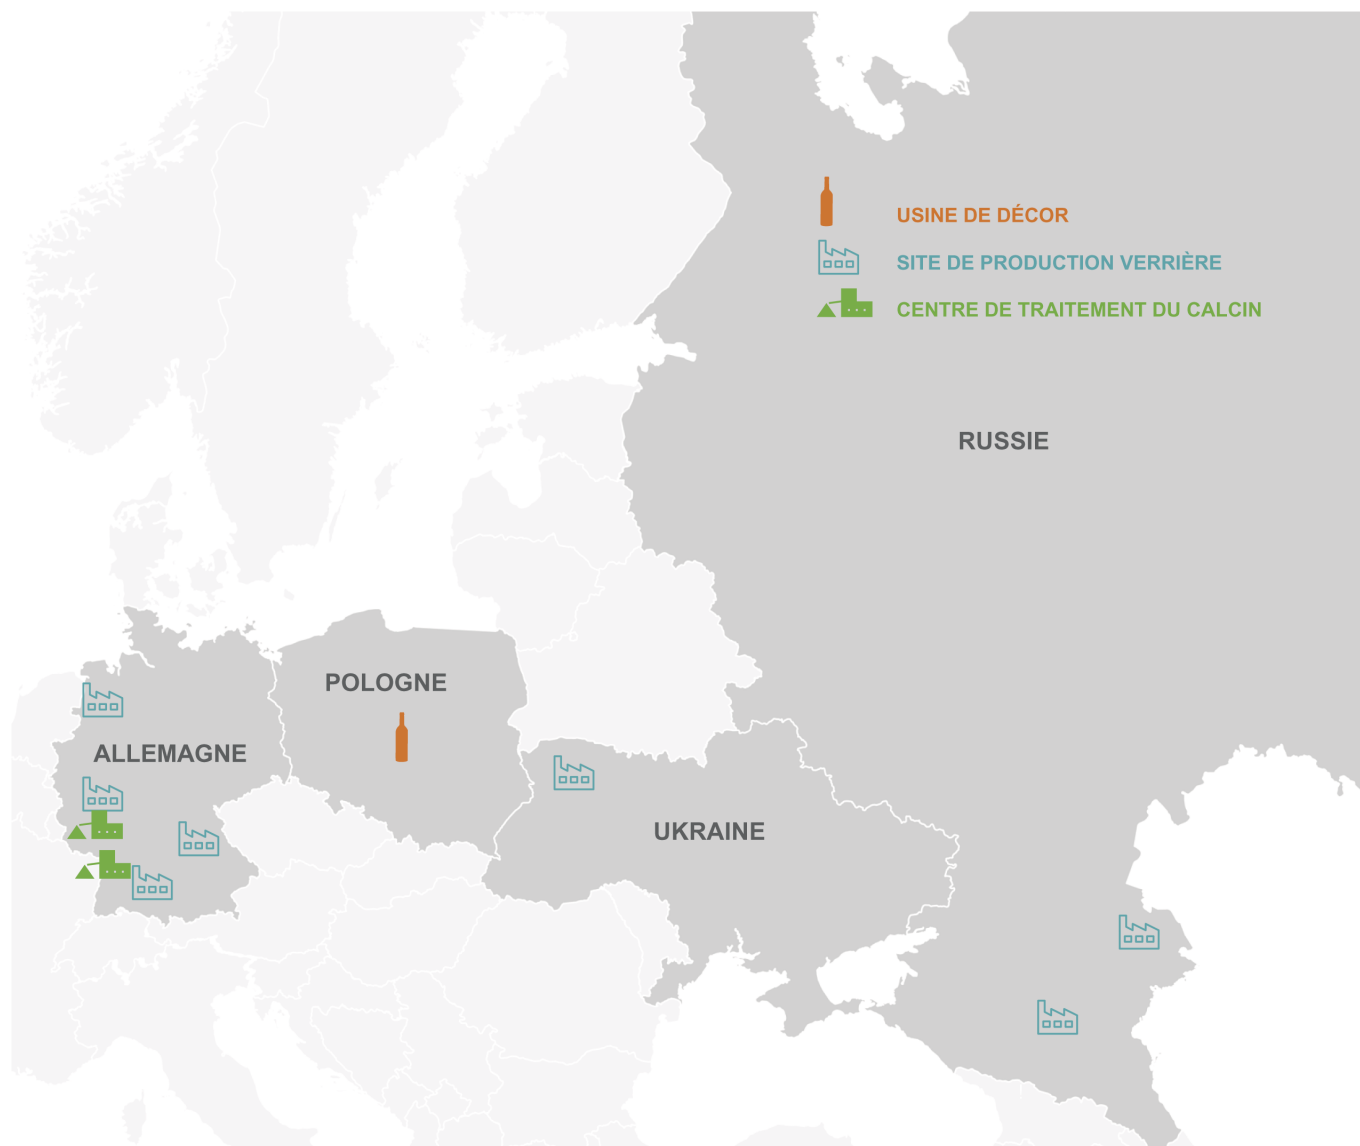 USINE DE DÉCOR
SITE DE PRODUCTION VERRIÈRE
CENTRE DE TRAITEMENT DU CALCIN
RUSSIE
POLOGNE
ALLEMAGNE
UKRAINE